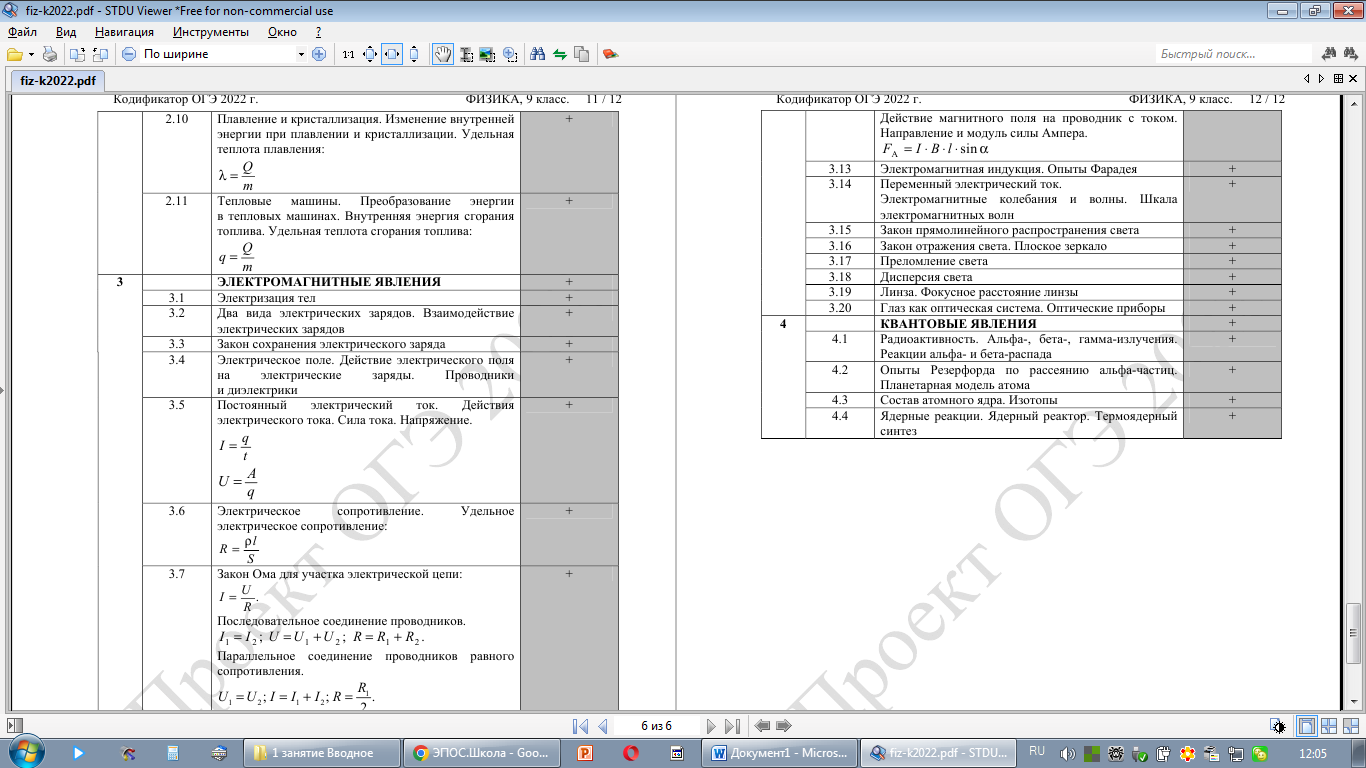 fiz-k2022.pdf - STDU Viewer *Free for non-commercial use
Файл Вид Навигация Инструменты Окно ?
По ширине 1:1 Быстрый поиск...
fiz-k2022.pdf
Кодификатор ОГЭ 2022 г. ФИЗИКА, 9 класс. 11 / 12
2.10 Плавление и кристаллизация. Изменение внутренней +
энергии при плавлении и кристаллизации. Удельная
теплота плавления:
λ = Q/m
2.11 Тепловые машины. Преобразование энергии +
в тепловых машинах. Внутренняя энергия сгорания
топлива. Удельная теплота сгорания топлива:
q = Q/m
3 ЭЛЕКТРОМАГНИТНЫЕ ЯВЛЕНИЯ +
3.1 Электризация тел +
3.2 Два вида электрических зарядов. Взаимодействие +
электрических зарядов
3.3 Закон сохранения электрического заряда +
3.4 Электрическое поле. Действие электрического поля +
на электрические заряды. Проводники
и диэлектрики
3.5 Постоянный электрический ток. Действия +
электрического тока. Сила тока. Напряжение.
I = q/t
U = A/q
3.6 Электрическое сопротивление. Удельное +
электрическое сопротивление:
R = ρl/S
3.7 Закон Ома для участка электрической цепи: +
I = U/R.
Последовательное соединение проводников.
I₁ = I₂; U = U₁ + U₂; R = R₁ + R₂.
Параллельное соединение проводников равного
сопротивления.
U₁ = U₂; I = I₁ + I₂; R = R₁/2.
Проект ОГЭ 20
Кодификатор ОГЭ 2022 г. ФИЗИКА, 9 класс. 12 / 12
Действие магнитного поля на проводник с током.
Направление и модуль силы Ампера.
F_A = I · B · l · sin α
3.13 Электромагнитная индукция. Опыты Фарадея +
3.14 Переменный электрический ток. +
Электромагнитные колебания и волны. Шкала
электромагнитных волн
3.15 Закон прямолинейного распространения света +
3.16 Закон отражения света. Плоское зеркало +
3.17 Преломление света +
3.18 Дисперсия света +
3.19 Линза. Фокусное расстояние линзы +
3.20 Глаз как оптическая система. Оптические приборы +
4 КВАНТОВЫЕ ЯВЛЕНИЯ +
4.1 Радиоактивность. Альфа-, бета-, гамма-излучения. +
Реакции альфа- и бета-распада
4.2 Опыты Резерфорда по рассеянию альфа-частиц. +
Планетарная модель атома
4.3 Состав атомного ядра. Изотопы +
4.4 Ядерные реакции. Ядерный реактор. Термоядерный +
синтез
Проект ОГЭ 20
6 из 6
1 занятие Вводное ЭПОС.Школа - Goo... Документ1 - Micros... fiz-k2022.pdf - STDU... RU 12:05